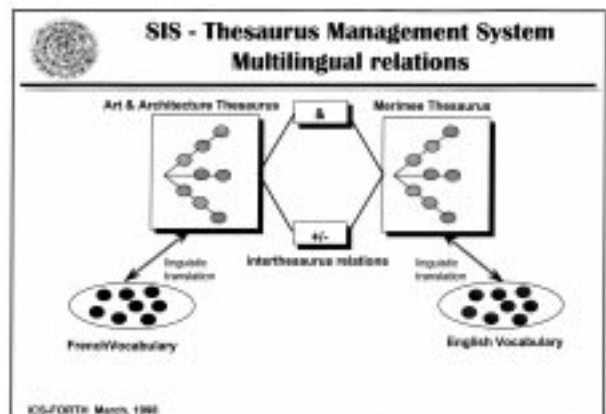 SIS - Thesaurus Management System
Multilingual relations
Art & Architecture Thesaurus
Merimee Thesaurus
&
+/-
interthesaurus relations
linguistic
translation
linguistic
translation
FrenchVocabulary
English Vocabulary
ICS-FORTH March, 1998